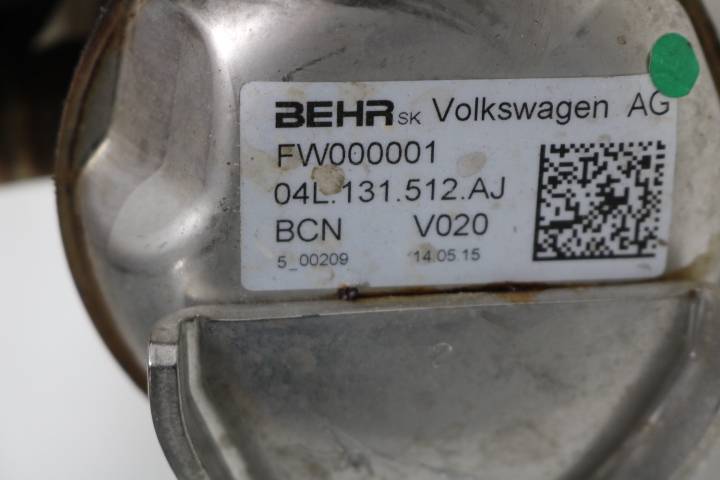 BEHR SK Volkswagen AG
FW000001
04L.131.512.AJ
BCN V020
5_00209 14.05.15